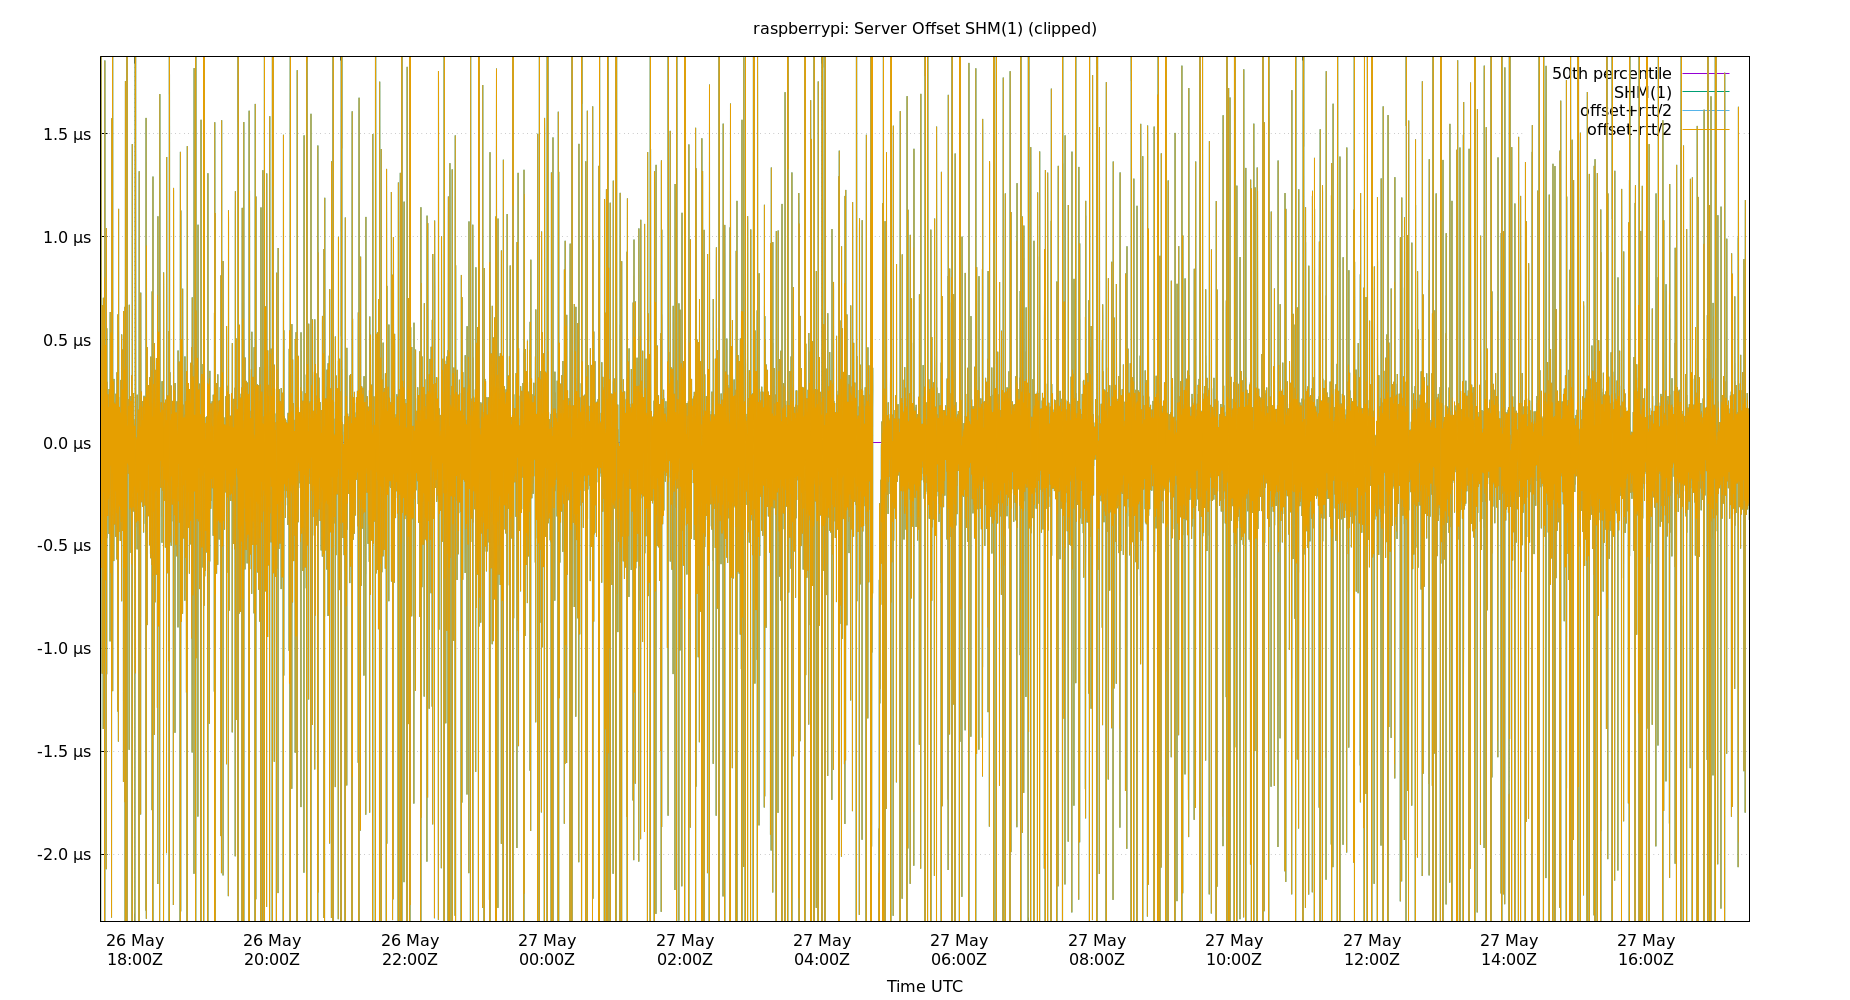 raspberrypi: Server Offset SHM(1) (clipped)
50th percentile
SHM(1)
offset+rtt/2
offset-rtt/2
1.5 µs
1.0 µs
0.5 µs
0.0 µs
-0.5 µs
-1.0 µs
-1.5 µs
-2.0 µs
26 May 26 May 26 May 27 May 27 May 27 May 27 May 27 May 27 May 27 May 27 May 27 May
18:00Z 20:00Z 22:00Z 00:00Z 02:00Z 04:00Z 06:00Z 08:00Z 10:00Z 12:00Z 14:00Z 16:00Z
Time UTC